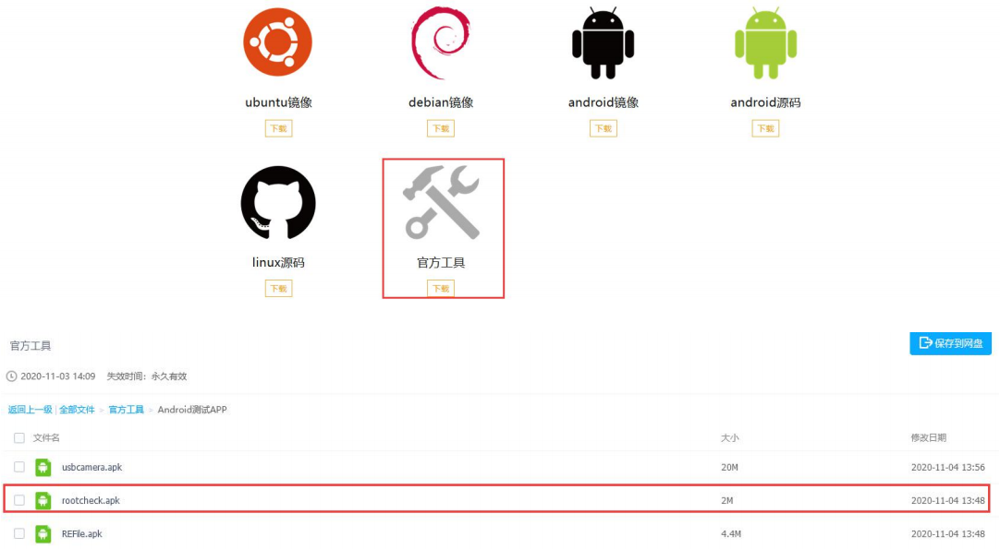 ubuntu镜像 debian镜像 android镜像 android源码
下载 下载 下载 下载
linux源码 官方工具
下载 下载
官方工具 保存到网盘
2020-11-03 14:09 失效时间：永久有效
返回上一级 | 全部文件 > 官方工具 > Android测试APP
文件名 大小 修改日期
usbcamera.apk 20M 2020-11-04 13:56
rootcheck.apk 2M 2020-11-04 13:48
REFile.apk 4.4M 2020-11-04 13:48